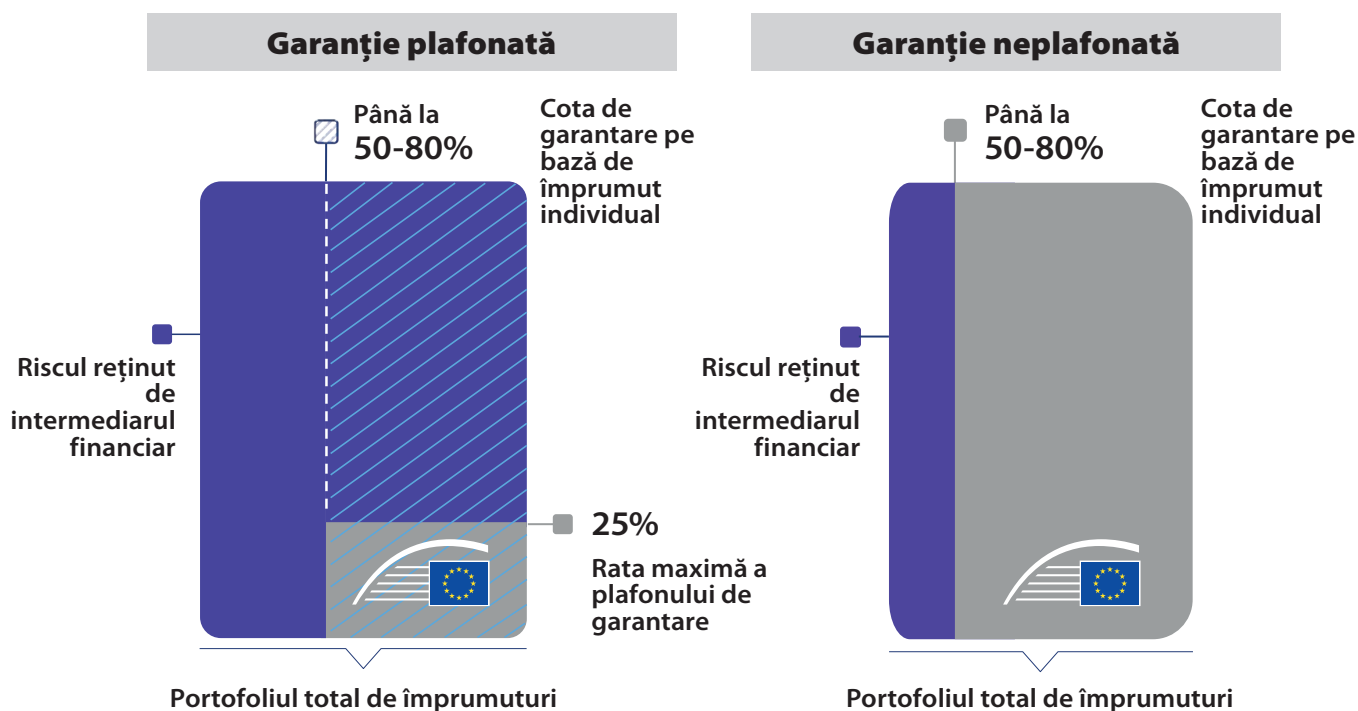 Garanție plafonată
Până la
50-80%
Cota de
garantare pe
bază de
împrumut
individual
Riscul reținut
de
intermediarul
financiar
25%
Rata maximă a
plafonului de
garantare
Portofoliul total de împrumuturi
Garanție neplafonată
Până la
50-80%
Cota de
garantare pe
bază de
împrumut
individual
Riscul reținut
de
intermediarul
financiar
Portofoliul total de împrumuturi